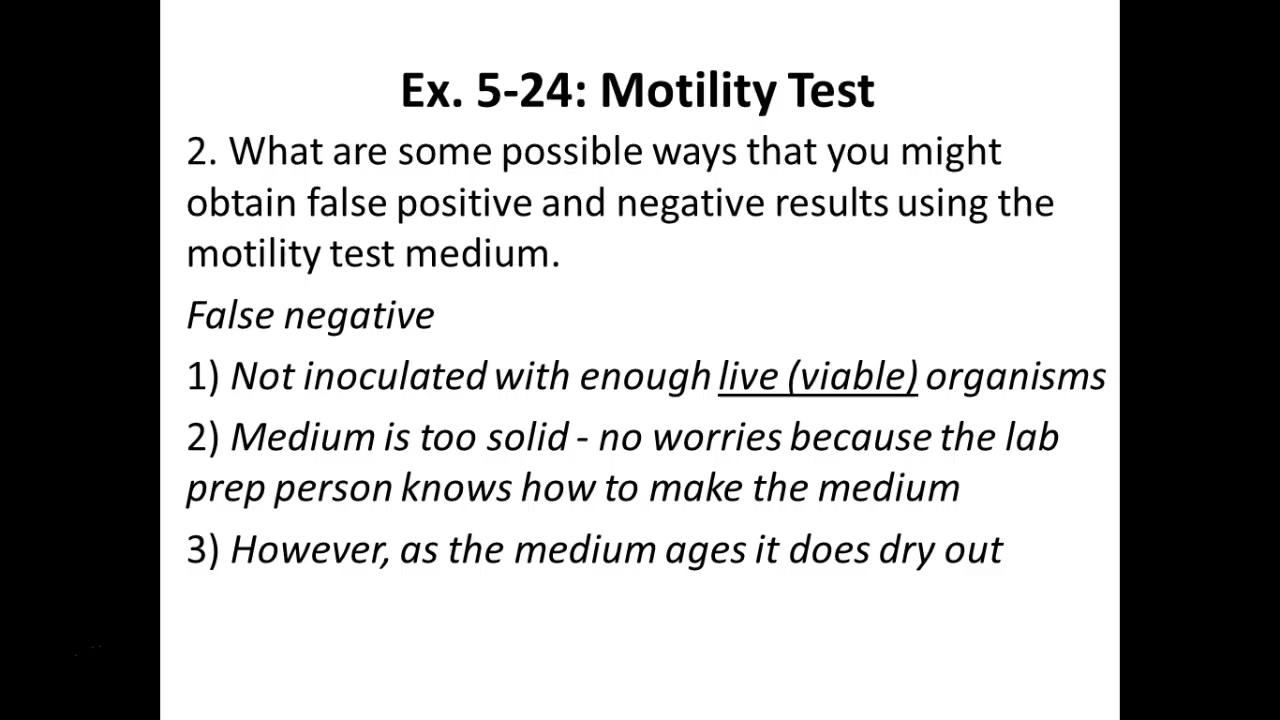 Ex. 5-24: Motility Test
2. What are some possible ways that you might
obtain false positive and negative results using the
motility test medium.
False negative
1) Not inoculated with enough live (viable) organisms
2) Medium is too solid - no worries because the lab
prep person knows how to make the medium
3) However, as the medium ages it does dry out